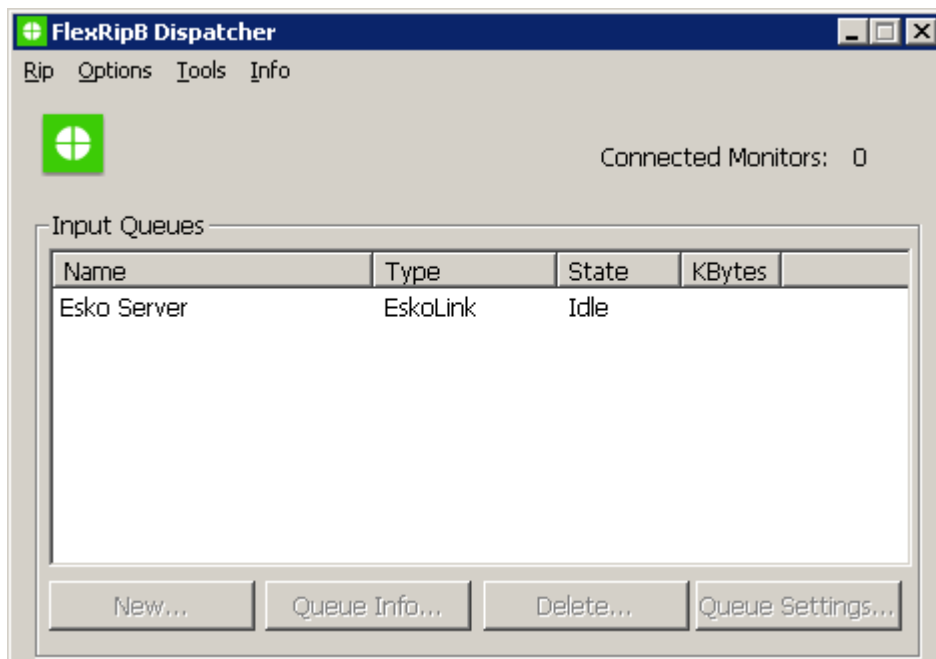 FlexRipB Dispatcher
Rip Options Tools Info
Connected Monitors: 0
Input Queues
Name Type State KBytes
Esko Server EskoLink Idle
New... Queue Info... Delete... Queue Settings...